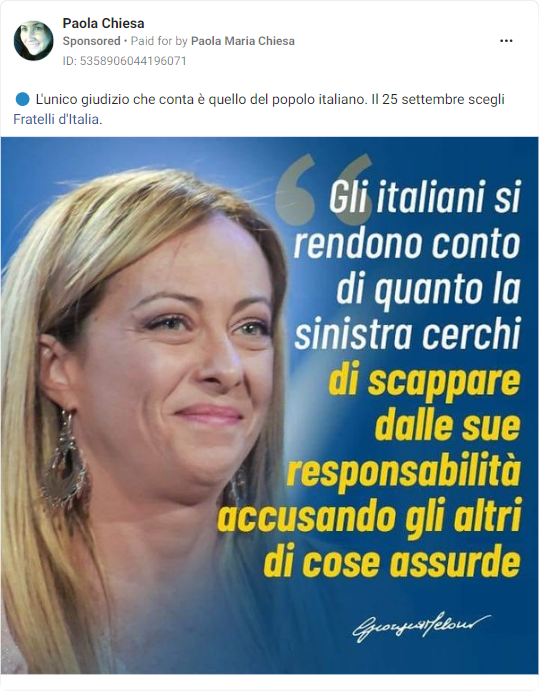 Paola Chiesa
Sponsored • Paid for by Paola Maria Chiesa
ID: 5358906044196071
L'unico giudizio che conta è quello del popolo italiano. Il 25 settembre scegli
Fratelli d'Italia.
“Gli italiani si
rendono conto
di quanto la
sinistra cerchi
di scappare
dalle sue
responsabilità
accusando gli altri
di cose assurde
Giorgia Meloni